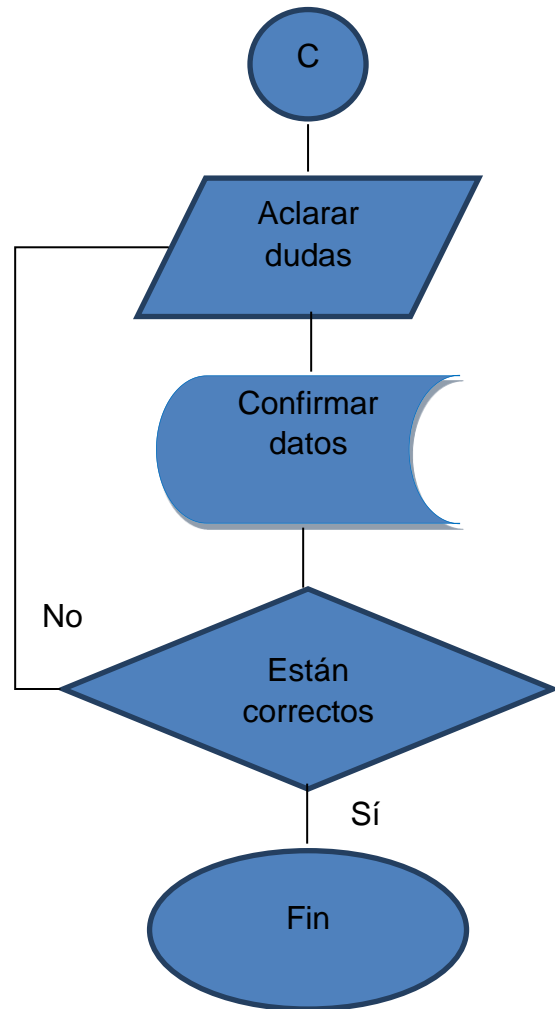 C
Aclarar
dudas
Confirmar
datos
No
Están
correctos
Sí
Fin